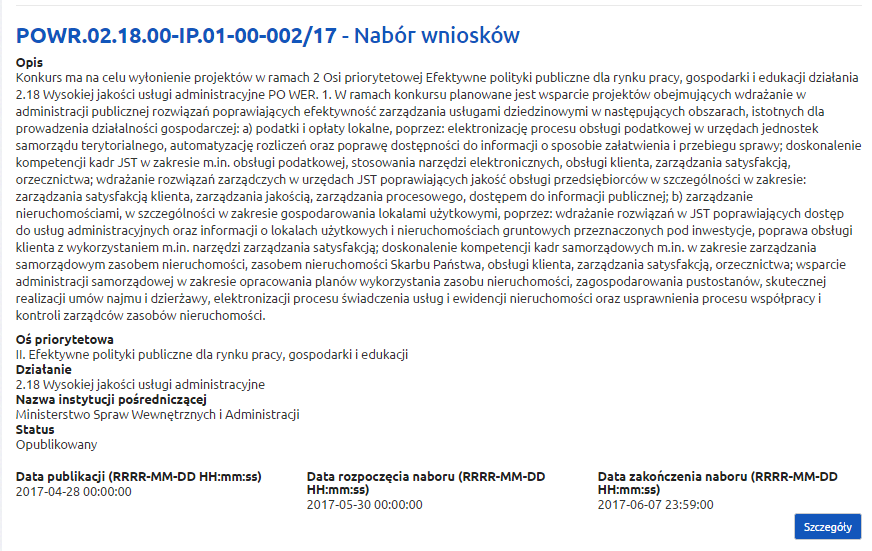 POWR.02.18.00-IP.01-00-002/17 - Nabór wniosków
Opis
Konkurs ma na celu wyłonienie projektów w ramach 2 Osi priorytetowej Efektywne polityki publiczne dla rynku pracy, gospodarki i edukacji działania
2.18 Wysokiej jakości usługi administracyjne PO WER. 1. W ramach konkursu planowane jest wsparcie projektów obejmujących wdrażanie w
administracji publicznej rozwiązań poprawiających efektywność zarządzania usługami dziedzinowymi w następujących obszarach, istotnych dla
prowadzenia działalności gospodarczej: a) podatki i opłaty lokalne, poprzez: elektronizację procesu obsługi podatkowej w urzędach jednostek
samorządu terytorialnego, automatyzację rozliczeń oraz poprawę dostępności do informacji o sposobie załatwienia i przebiegu sprawy; doskonalenie
kompetencji kadr JST w zakresie m.in. obsługi podatkowej, stosowania narzędzi elektronicznych, obsługi klienta, zarządzania satysfakcją,
orzecznictwa; wdrażanie rozwiązań zarządczych w urzędach JST poprawiających jakość obsługi przedsiębiorców w szczególności w zakresie:
zarządzania satysfakcją klienta, zarządzania jakością, zarządzania procesowego, dostępem do informacji publicznej; b) zarządzanie
nieruchomościami, w szczególności w zakresie gospodarowania lokalami użytkowymi, poprzez: wdrażanie rozwiązań w JST poprawiających dostęp
do usług administracyjnych oraz informacji o lokalach użytkowych i nieruchomościach gruntowych przeznaczonych pod inwestycje, poprawa obsługi
klienta z wykorzystaniem m.in. narzędzi zarządzania satysfakcją; doskonalenie kompetencji kadr samorządowych m.in. w zakresie zarządzania
samorządowym zasobem nieruchomości, zasobem nieruchomości Skarbu Państwa, obsługi klienta, zarządzania satysfakcją, orzecznictwa; wsparcie
administracji samorządowej w zakresie opracowania planów wykorzystania zasobu nieruchomości, zagospodarowania pustostanów, skutecznej
realizacji umów najmu i dzierżawy, elektronizacji procesu świadczenia usług i ewidencji nieruchomości oraz usprawnienia procesu współpracy i
kontroli zarządców zasobów nieruchomości.
Oś priorytetowa
II. Efektywne polityki publiczne dla rynku pracy, gospodarki i edukacji
Działanie
2.18 Wysokiej jakości usługi administracyjne
Nazwa instytucji pośredniczącej
Ministerstwo Spraw Wewnętrznych i Administracji
Status
Opublikowany
Data publikacji (RRRR-MM-DD HH:mm:ss)
2017-04-28 00:00:00
Data rozpoczęcia naboru (RRRR-MM-DD
HH:mm:ss)
2017-05-30 00:00:00
Data zakończenia naboru (RRRR-MM-DD
HH:mm:ss)
2017-06-07 23:59:00
Szczegóły